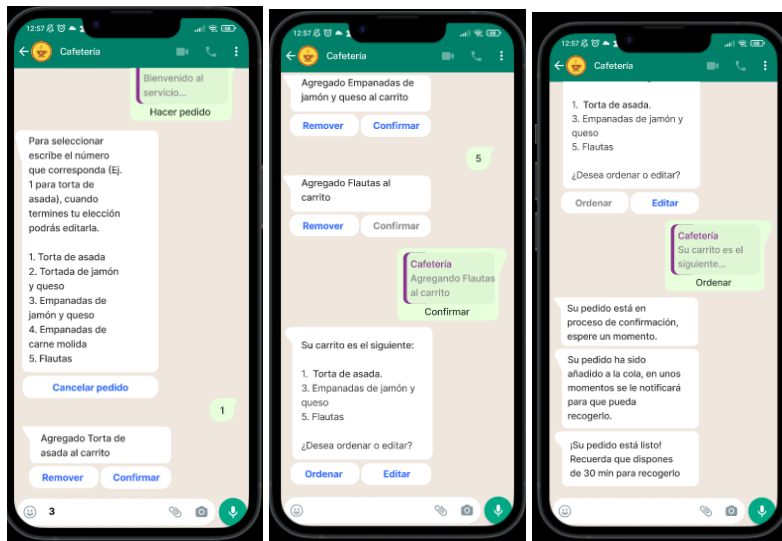 12:57
Cafetería
Bienvenido al
servicio...
Hacer pedido
Para seleccionar
escribe el número
que corresponda (Ej.
1 para torta de
asada), cuando
termines tu elección
podrás editarla.
1. Torta de asada
2. Tortada de jamón
y queso
3. Empanadas de
jamón y queso
4. Empanadas de
carne molida
5. Flautas
Cancelar pedido
1
Agregado Torta de
asada al carrito
Remover Confirmar
3
12:57
Cafetería
Agregado Empanadas de
jamón y queso al carrito
Remover Confirmar
5
Agregado Flautas al
carrito
Remover Confirmar
Cafetería
Agregando Flautas
al carrito
Confirmar
Su carrito es el siguiente:
1. Torta de asada.
3. Empanadas de jamón y
queso
5. Flautas
¿Desea ordenar o editar?
Ordenar Editar
12:57
Cafetería
1. Torta de asada.
3. Empanadas de jamón y
queso
5. Flautas
¿Desea ordenar o editar?
Ordenar Editar
Cafetería
Su carrito es el
siguiente...
Ordenar
Su pedido está en
proceso de confirmación,
espere un momento.
Su pedido ha sido
añadido a la cola, en unos
momentos se le notificará
para que pueda
recogerlo.
¡Su pedido está listo!
Recuerda que dispones
de 30 min para recogerlo